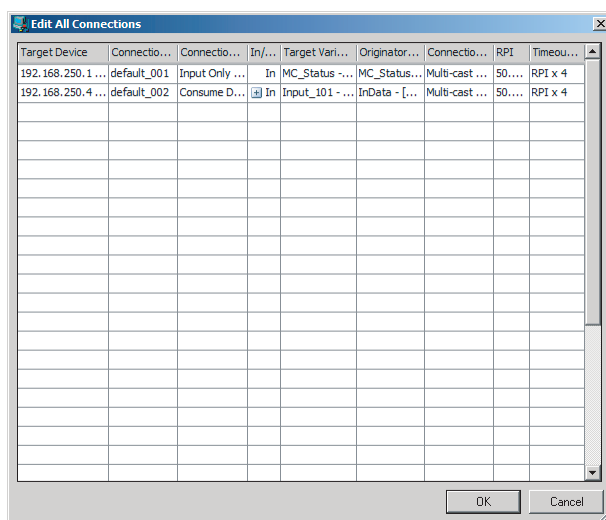 Edit All Connections
Target Device Connectio... Connectio... In/... Target Vari... Originator... Connectio... RPI Timeou...
192.168.250.1 ... default_001 Input Only ... In MC_Status -... MC_Status... Multi-cast ... 50.... RPI x 4
192.168.250.4 ... default_002 Consume D... + In Input_101 - ... InData - [... Multi-cast ... 50.... RPI x 4
OK Cancel